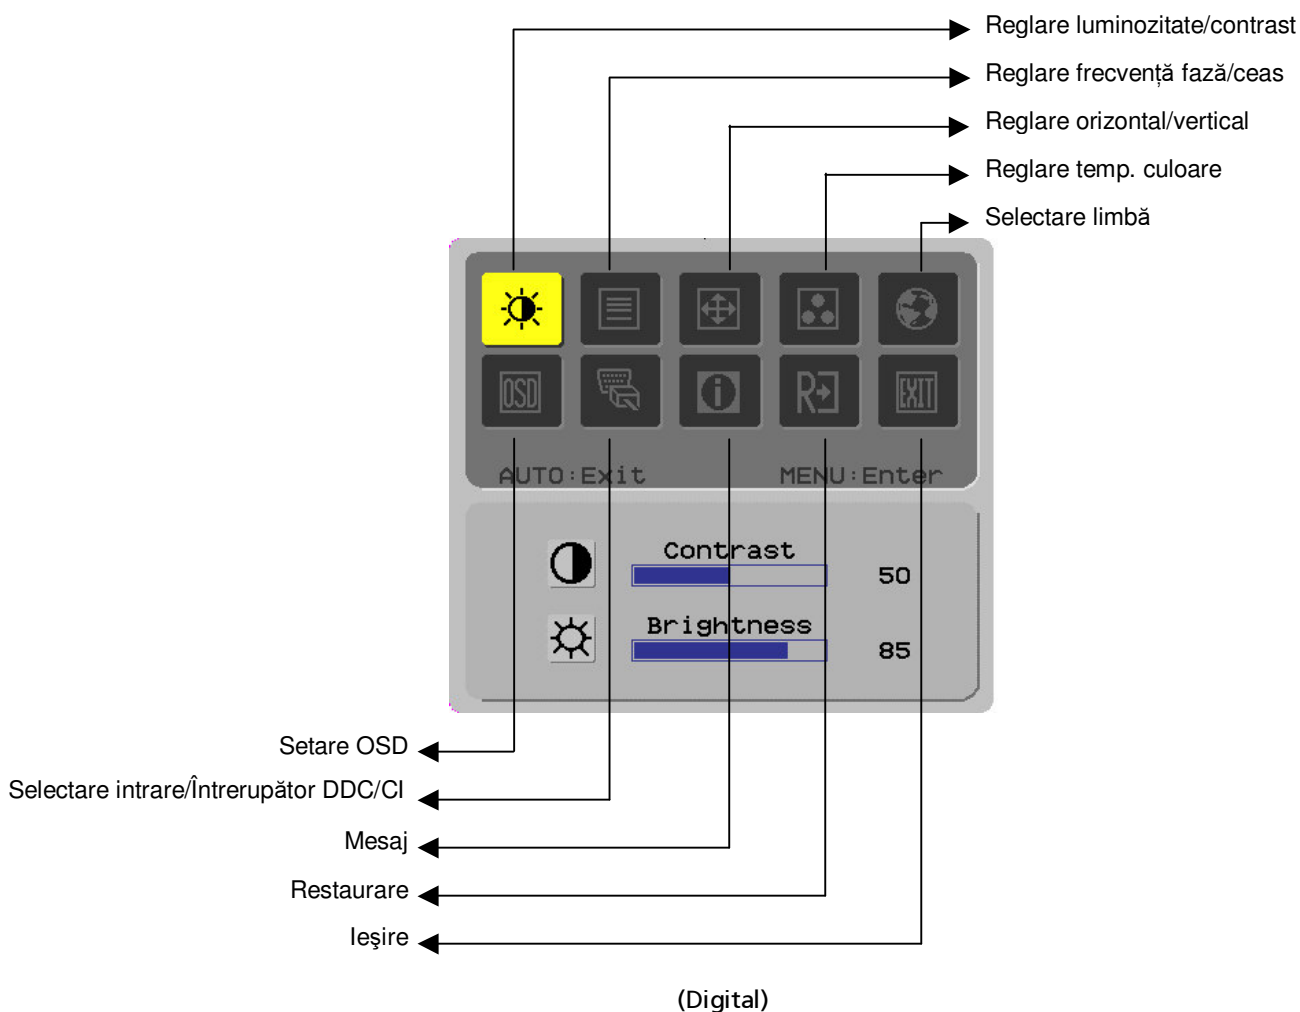 Reglare luminozitate/contrast
Reglare frecvență fază/ceas
Reglare orizontal/vertical
Reglare temp. culoare
Selectare limbă
OSD
R
EXIT
AUTO:Exit MENU:Enter
Contrast
50
Brightness
85
Setare OSD
Selectare intrare/Întrerupător DDC/CI
Mesaj
Restaurare
Ieşire
(Digital)